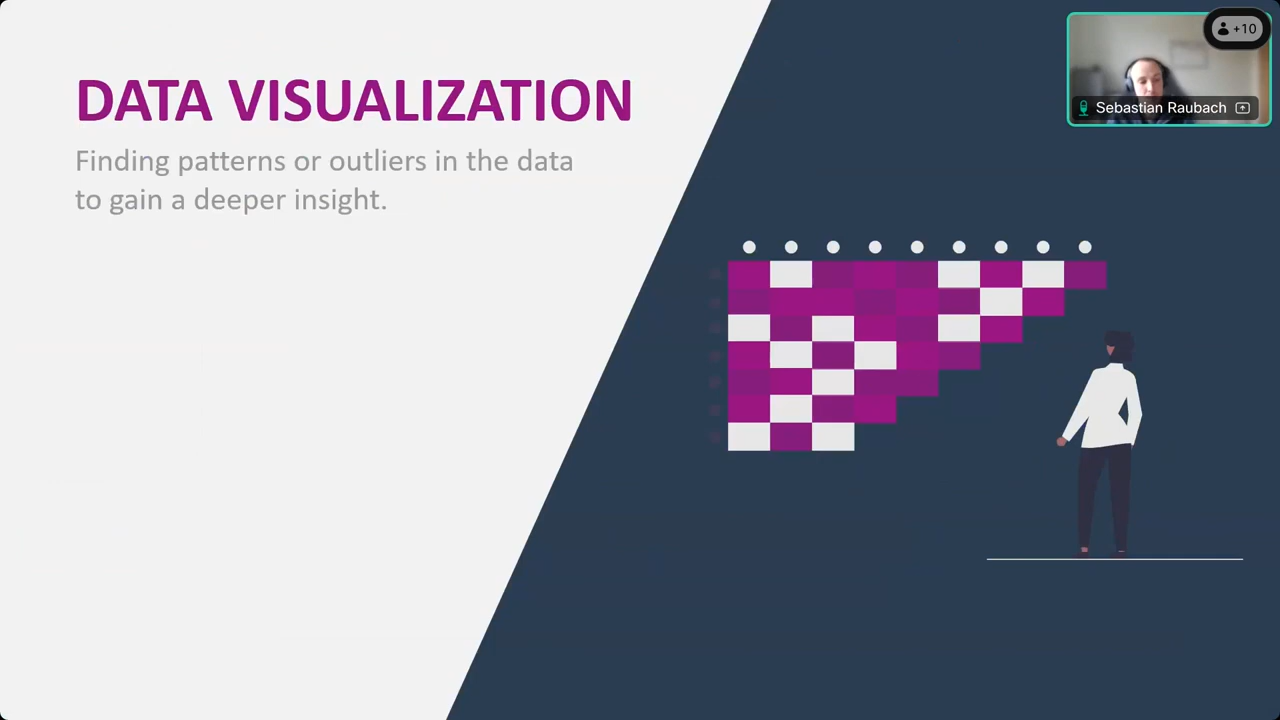 DATA VISUALIZATION
Finding patterns or outliers in the data
to gain a deeper insight.
+10
Sebastian Raubach